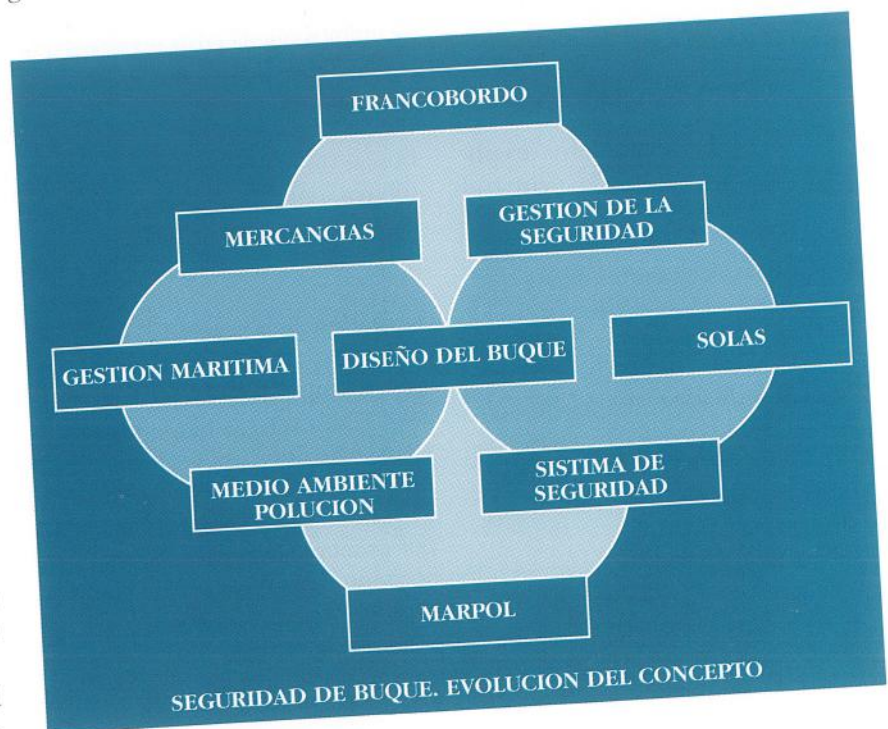 FRANCOBORDO
MERCANCIAS
GESTION DE LA
SEGURIDAD
GESTION MARITIMA
DISEÑO DEL BUQUE
SOLAS
MEDIO AMBIENTE
POLUCION
SISTIMA DE
SEGURIDAD
MARPOL
SEGURIDAD DE BUQUE. EVOLUCION DEL CONCEPTO